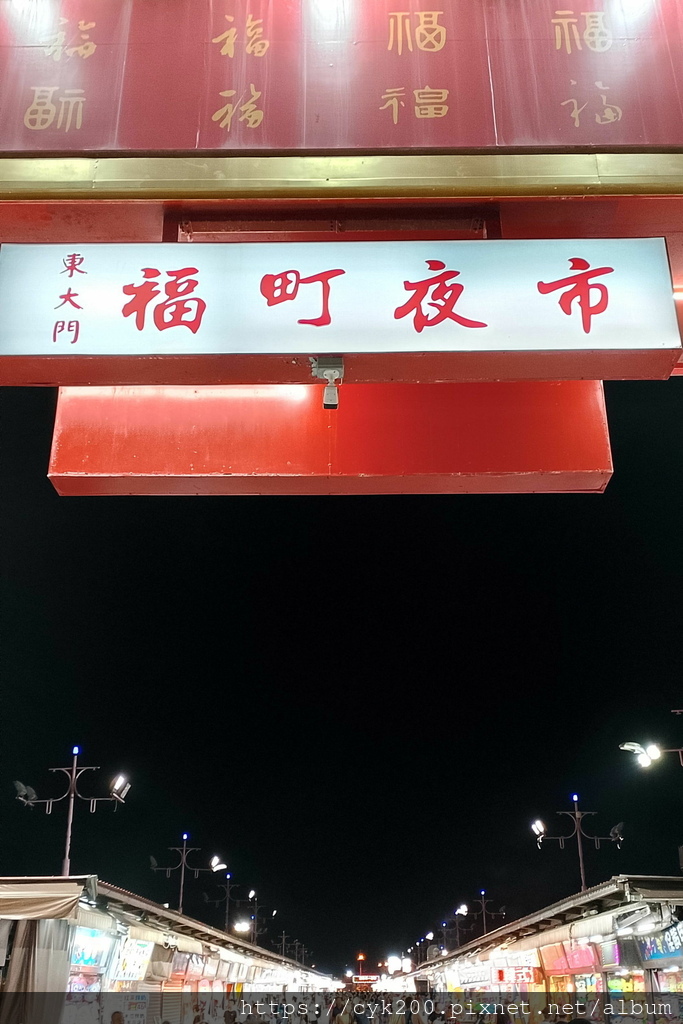 福 福 福 福
福 福 福 福
東大門
福町夜市
https://cyk200.pixnet.net/album